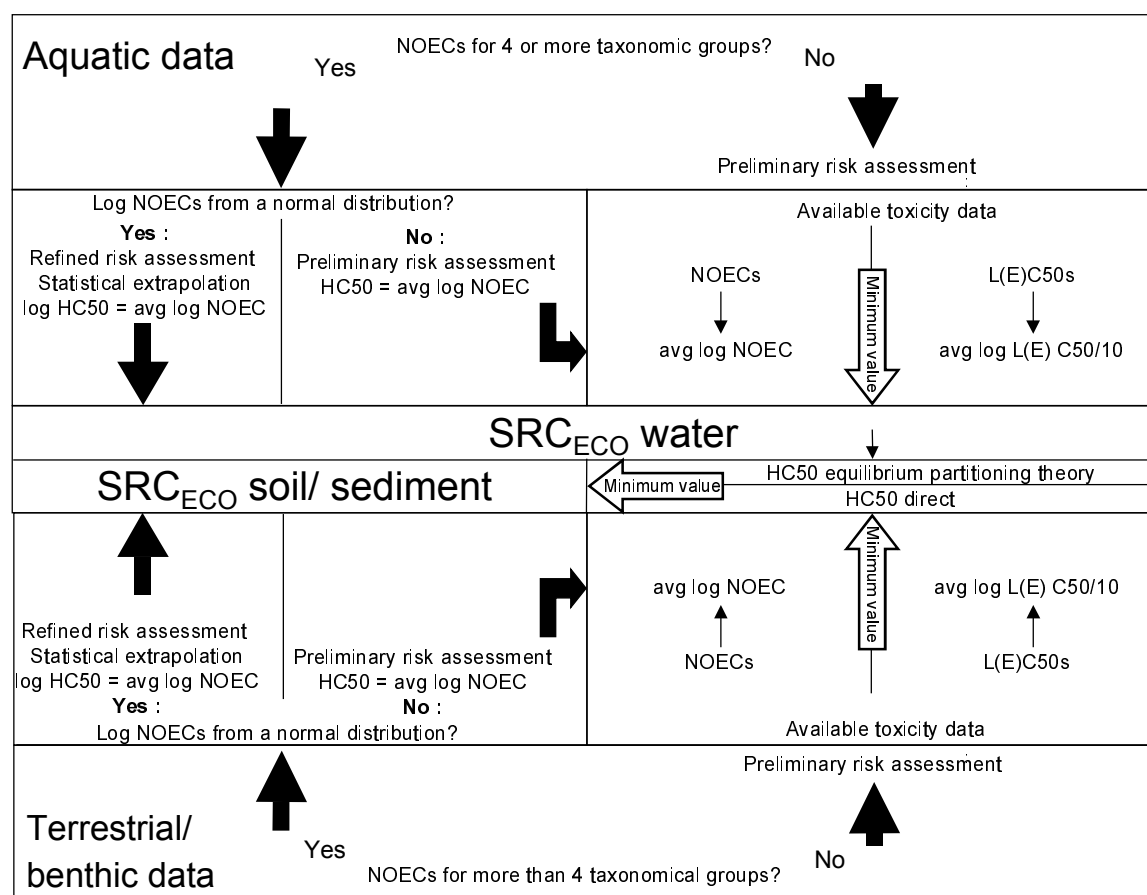 NOECs for 4 or more taxonomic groups?
Aquatic data
Yes
No
Preliminary risk assessment
Log NOECs from a normal distribution?
Yes :
Refined risk assessment
Statistical extrapolation
log HC50 = avg log NOEC
No :
Preliminary risk assessment
HC50 = avg log NOEC
Available toxicity data
NOECs
avg log NOEC
Minimum value
L(E)C50s
avg log L(E) C50/10
SRCECO water
SRCECO soil/ sediment
Minimum value
HC50 equilibrium partitioning theory
HC50 direct
Refined risk assessment
Statistical extrapolation
log HC50 = avg log NOEC
Yes :
Preliminary risk assessment
HC50 = avg log NOEC
No :
Log NOECs from a normal distribution?
avg log NOEC
NOECs
Minimum value
avg log L(E) C50/10
L(E)C50s
Available toxicity data
Preliminary risk assessment
Terrestrial/
benthic data
Yes
No
NOECs for more than 4 taxonomical groups?